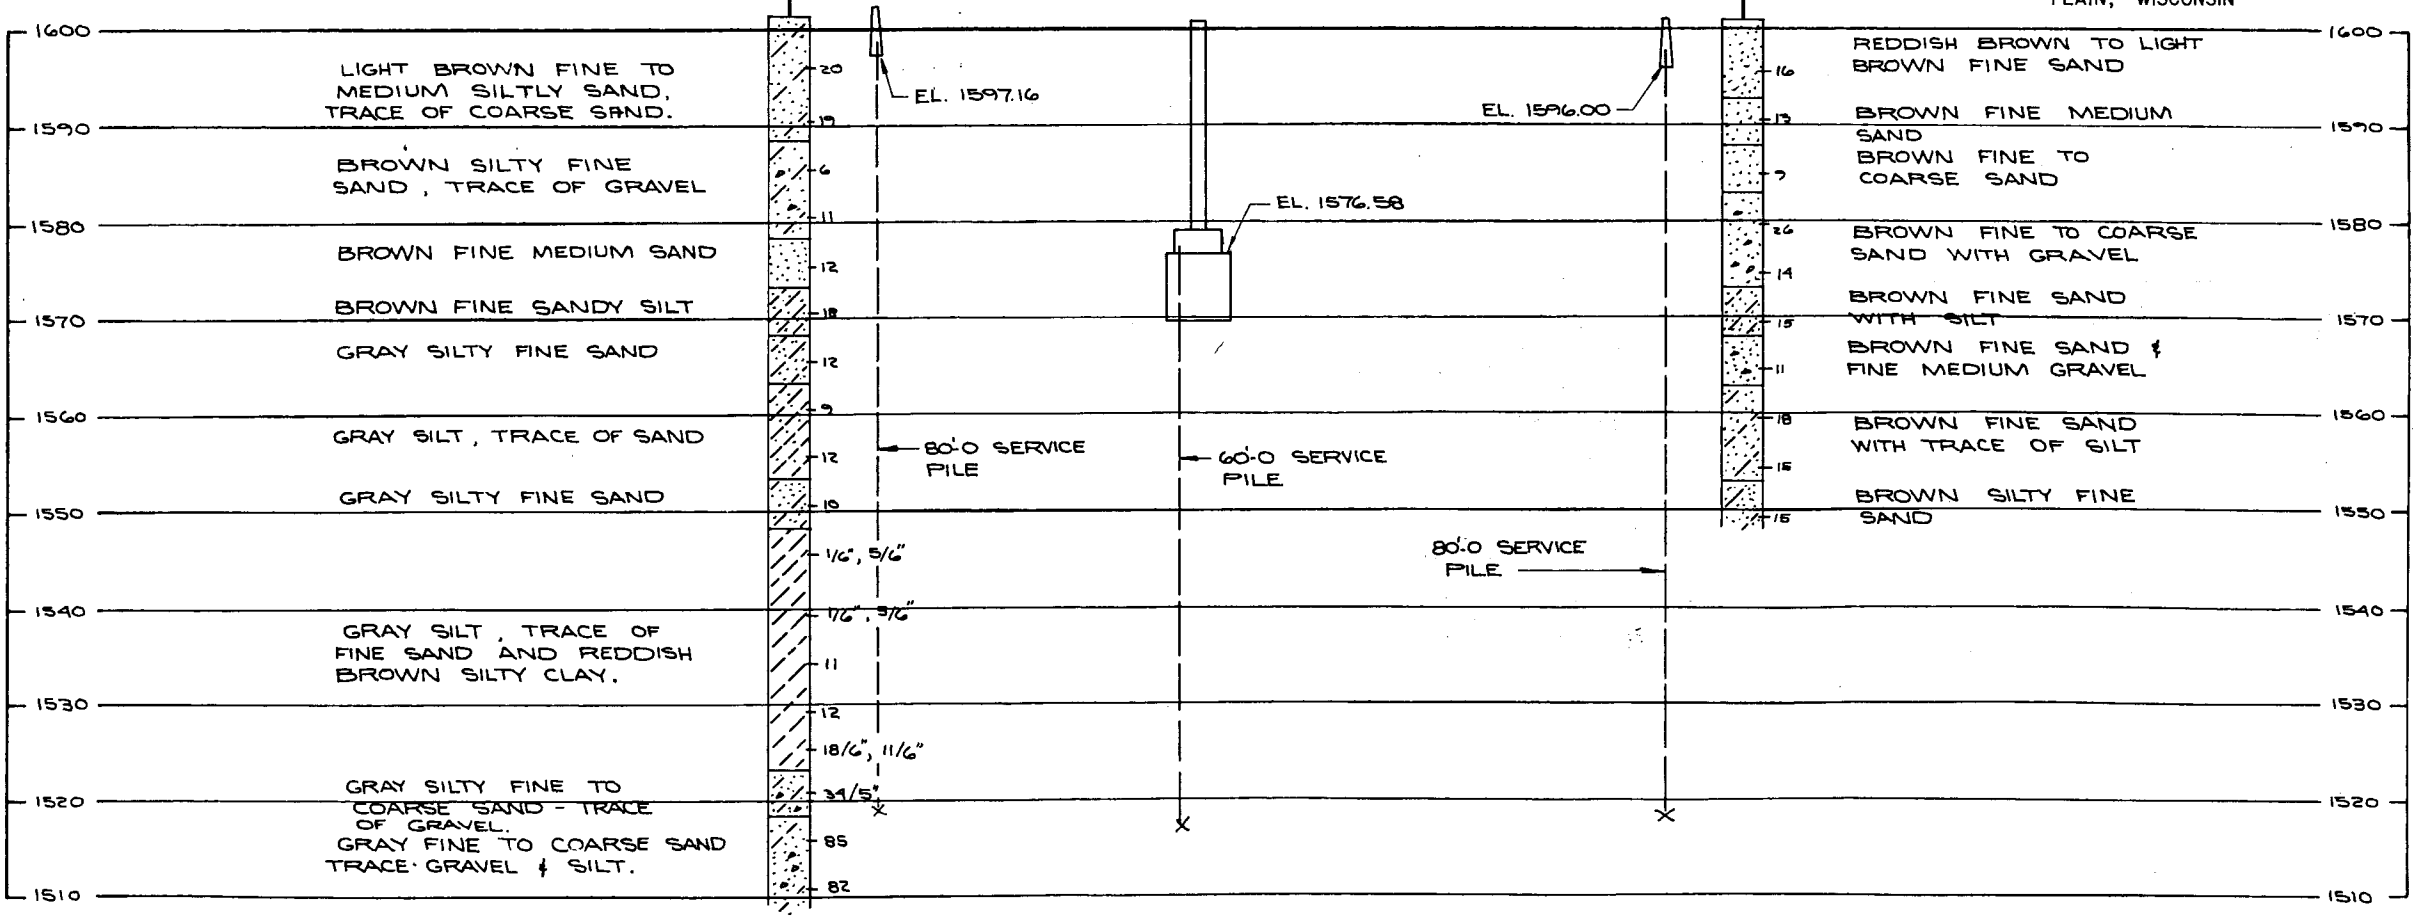 PLAIN, WISCONSIN
1600
1590
1580
1570
1560
1550
1540
1530
1520
1510
LIGHT BROWN FINE TO
MEDIUM SILTLY SAND,
TRACE OF COARSE SAND.
BROWN SILTY FINE
SAND, TRACE OF GRAVEL
BROWN FINE MEDIUM SAND
BROWN FINE SANDY SILT
GRAY SILTY FINE SAND
GRAY SILT, TRACE OF SAND
GRAY SILTY FINE SAND
GRAY SILT, TRACE OF
FINE SAND AND REDDISH
BROWN SILTY CLAY.
GRAY SILTY FINE TO
COARSE SAND - TRACE
OF GRAVEL.
GRAY FINE TO COARSE SAND
TRACE GRAVEL & SILT.
20
19
6
11
12
18
12
9
12
10
1/6", 5/6"
1/6", 5/6"
11
12
18/6", 11/6"
34/5"
85
82
EL. 1597.16
80'-0 SERVICE
PILE
EL. 1576.58
60'-0 SERVICE
PILE
EL. 1596.00
80'-0 SERVICE
PILE
16
13
9
26
14
15
11
18
15
15
REDDISH BROWN TO LIGHT
BROWN FINE SAND
BROWN FINE MEDIUM
SAND
BROWN FINE TO
COARSE SAND
BROWN FINE TO COARSE
SAND WITH GRAVEL
BROWN FINE SAND
WITH SILT
BROWN FINE SAND &
FINE MEDIUM GRAVEL
BROWN FINE SAND
WITH TRACE OF SILT
BROWN SILTY FINE
SAND
1600
1590
1580
1570
1560
1550
1540
1530
1520
1510